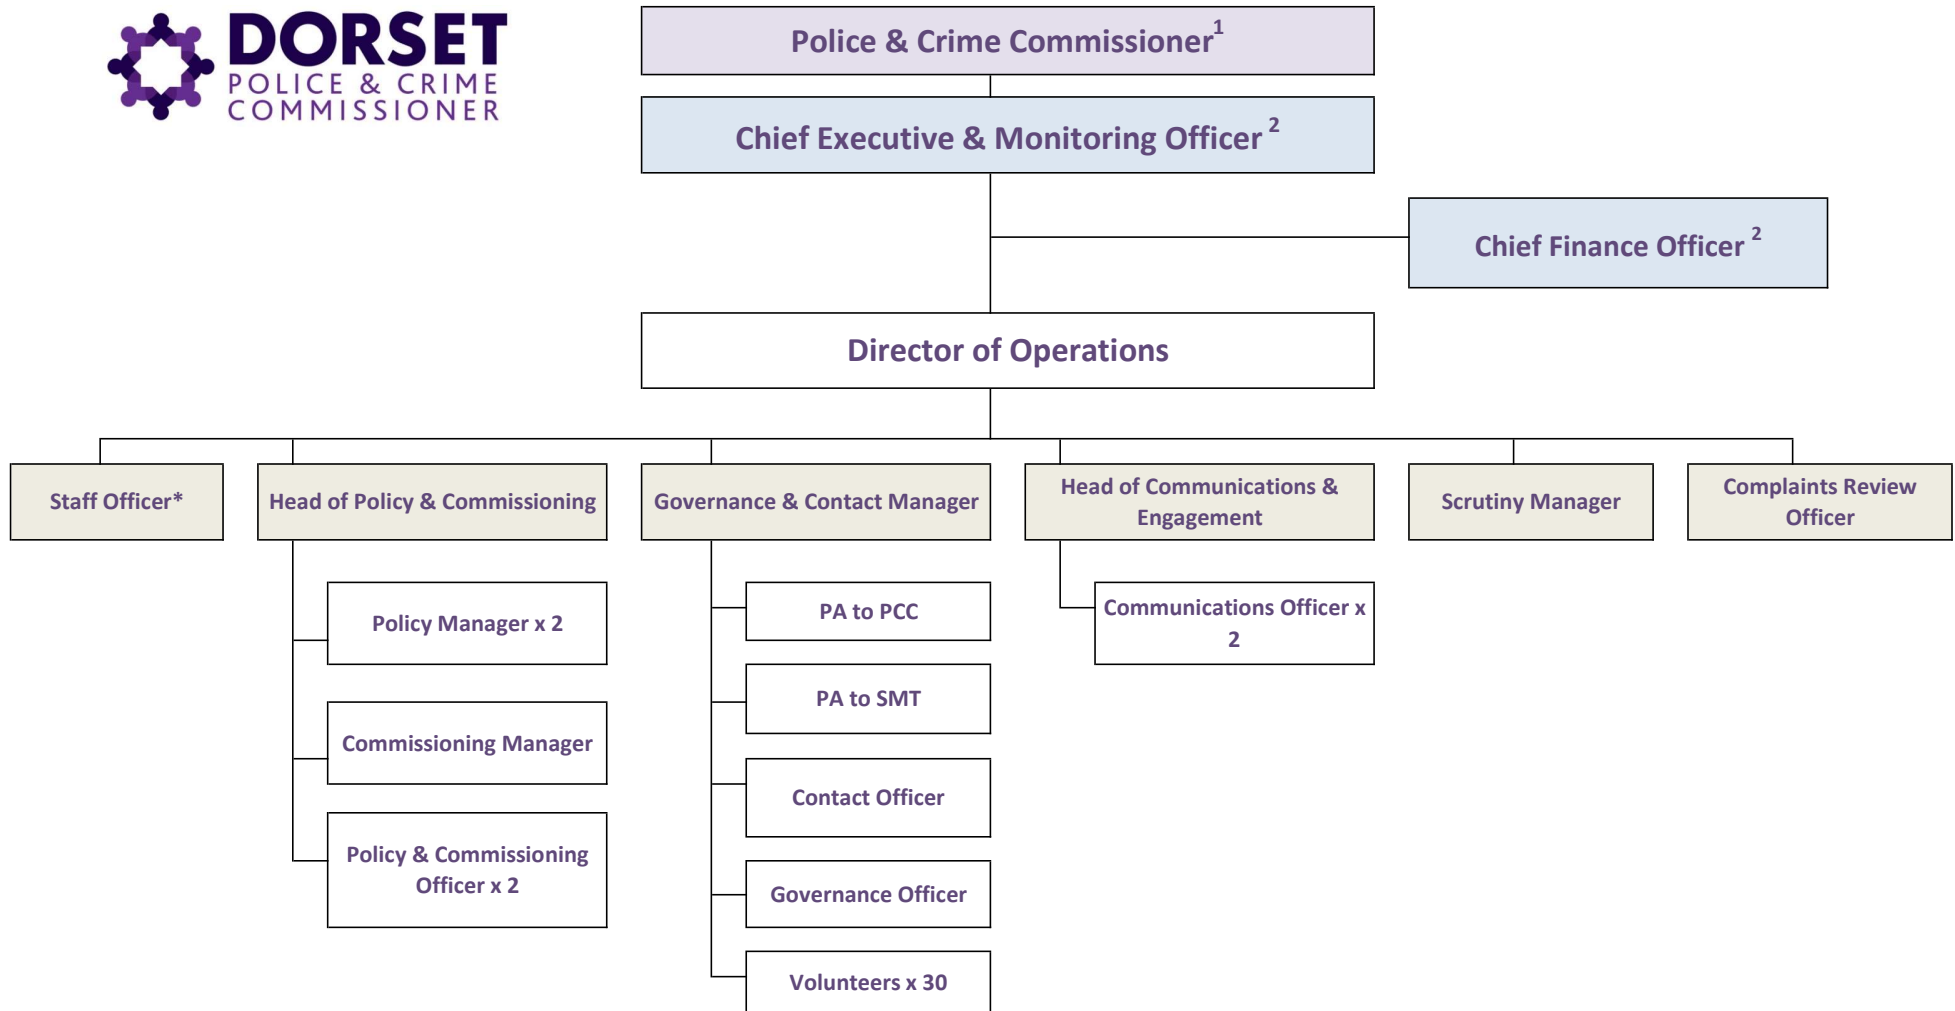 DORSET
POLICE & CRIME
COMMISSIONER
Police & Crime Commissioner1
Chief Executive & Monitoring Officer 2
Chief Finance Officer 2
Director of Operations
Staff Officer*
Head of Policy & Commissioning
Governance & Contact Manager
Head of Communications &
Engagement
Scrutiny Manager
Complaints Review
Officer
Policy Manager x 2
Commissioning Manager
Policy & Commissioning
Officer x 2
PA to PCC
PA to SMT
Contact Officer
Governance Officer
Volunteers x 30
Communications Officer x
2